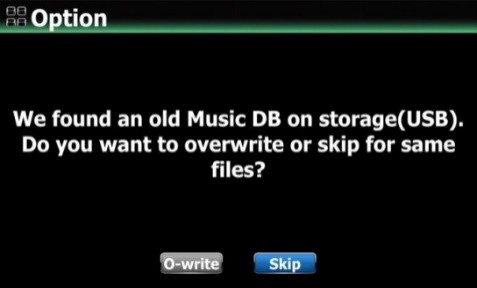 Option
We found an old Music DB on storage(USB).
Do you want to overwrite or skip for same
files?
O-write Skip